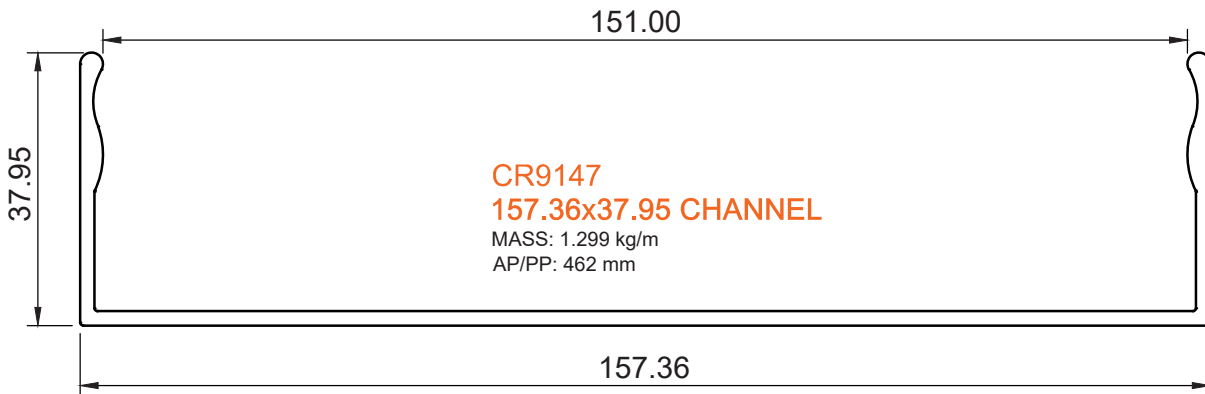 151.00
37.95
CR9147
157.36x37.95 CHANNEL
MASS: 1.299 kg/m
AP/PP: 462 mm
157.36